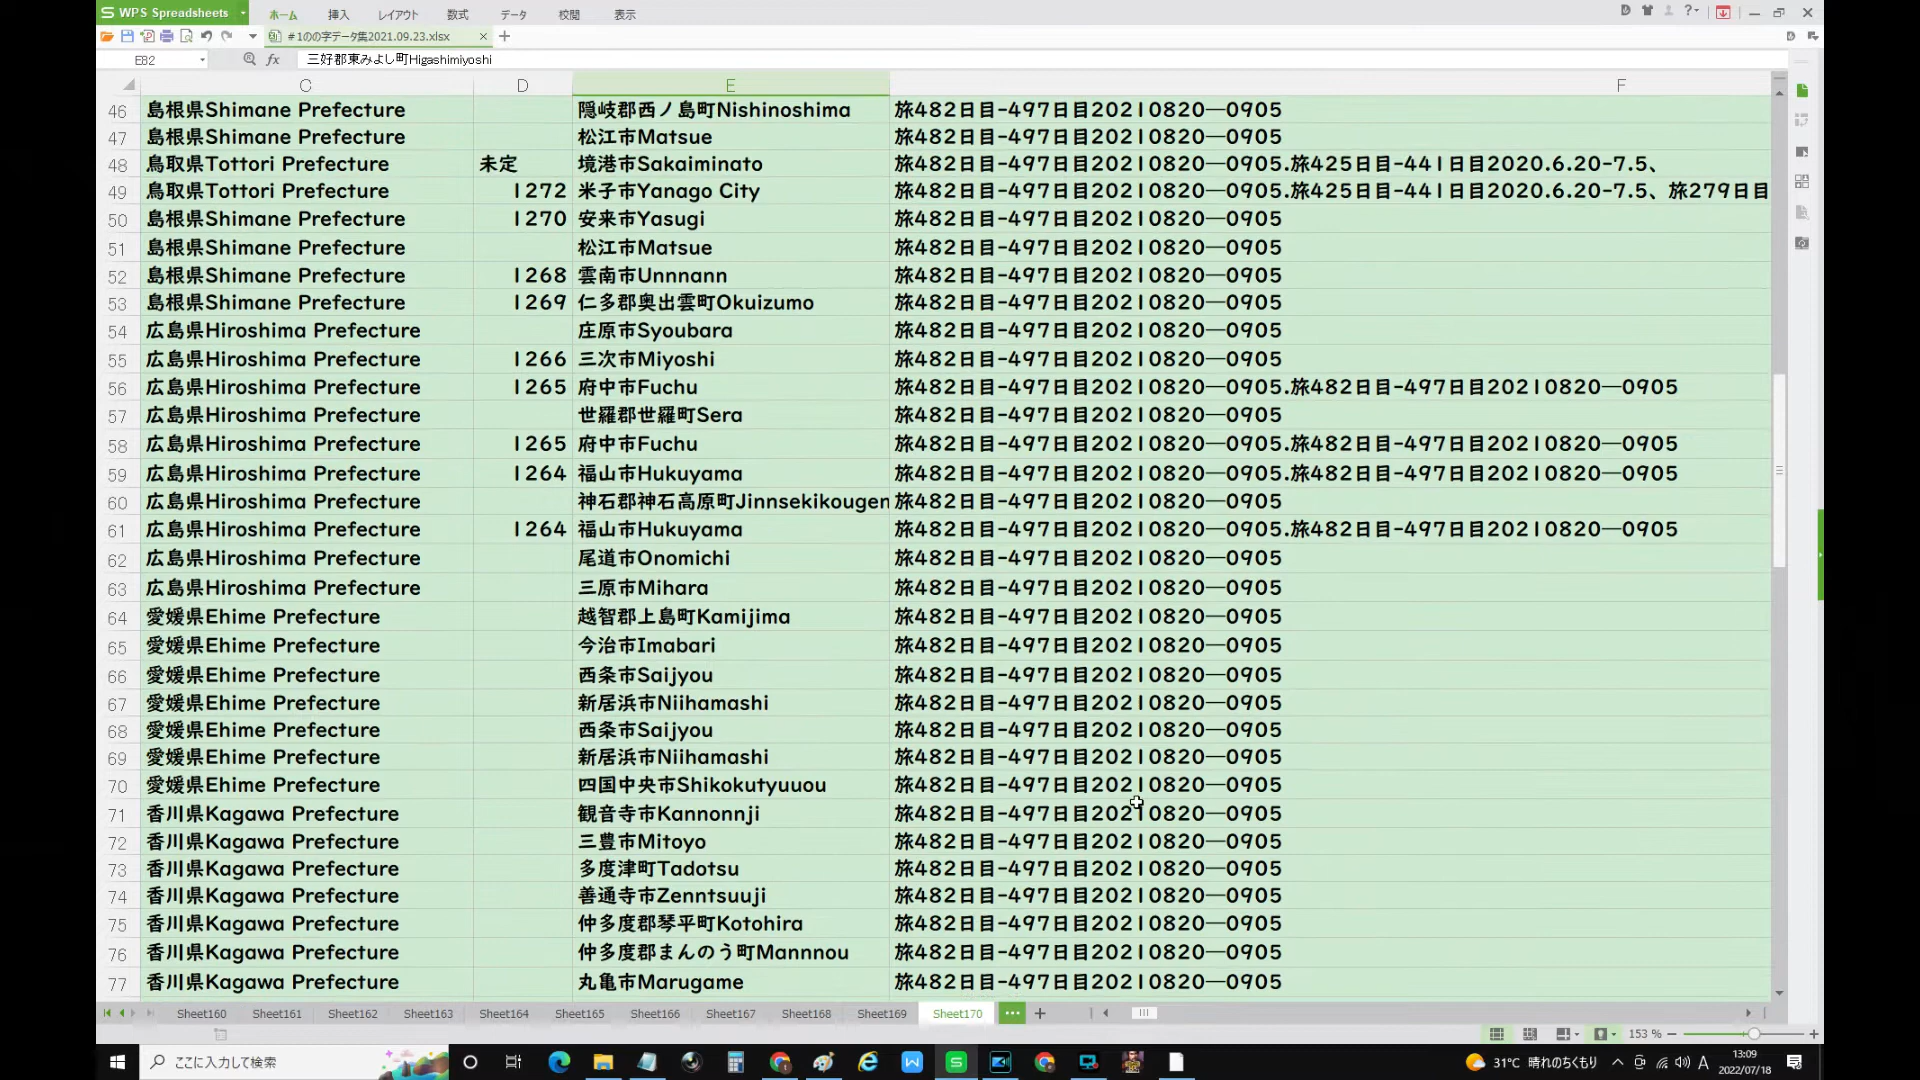 WPS Spreadsheets ホーム 挿入 レイアウト 数式 データ 校閲 表示
#1のの字データ集2021.09.23.xlsx
E82 fx 三好郡東みよし町Higashimiyoshi
C D E F
46 島根県Shimane Prefecture 隠岐郡西ノ島町Nishinoshima 旅482日目-497日目20210820—0905
47 島根県Shimane Prefecture 松江市Matsue 旅482日目-497日目20210820—0905
48 鳥取県Tottori Prefecture 未定 境港市Sakaiminato 旅482日目-497日目20210820—0905.旅425日目-441日目2020.6.20-7.5、
49 鳥取県Tottori Prefecture 1272 米子市Yanago City 旅482日目-497日目20210820—0905.旅425日目-441日目2020.6.20-7.5、旅279日目
50 島根県Shimane Prefecture 1270 安来市Yasugi 旅482日目-497日目20210820—0905
51 島根県Shimane Prefecture 松江市Matsue 旅482日目-497日目20210820—0905
52 島根県Shimane Prefecture 1268 雲南市Unnnann 旅482日目-497日目20210820—0905
53 島根県Shimane Prefecture 1269 仁多郡奥出雲町Okuizumo 旅482日目-497日目20210820—0905
54 広島県Hiroshima Prefecture 庄原市Syoubara 旅482日目-497日目20210820—0905
55 広島県Hiroshima Prefecture 1266 三次市Miyoshi 旅482日目-497日目20210820—0905
56 広島県Hiroshima Prefecture 1265 府中市Fuchu 旅482日目-497日目20210820—0905.旅482日目-497日目20210820—0905
57 広島県Hiroshima Prefecture 世羅郡世羅町Sera 旅482日目-497日目20210820—0905
58 広島県Hiroshima Prefecture 1265 府中市Fuchu 旅482日目-497日目20210820—0905.旅482日目-497日目20210820—0905
59 広島県Hiroshima Prefecture 1264 福山市Hukuyama 旅482日目-497日目20210820—0905.旅482日目-497日目20210820—0905
60 広島県Hiroshima Prefecture 神石郡神石高原町Jinnsekikougen 旅482日目-497日目20210820—0905
61 広島県Hiroshima Prefecture 1264 福山市Hukuyama 旅482日目-497日目20210820—0905.旅482日目-497日目20210820—0905
62 広島県Hiroshima Prefecture 尾道市Onomichi 旅482日目-497日目20210820—0905
63 広島県Hiroshima Prefecture 三原市Mihara 旅482日目-497日目20210820—0905
64 愛媛県Ehime Prefecture 越智郡上島町Kamijima 旅482日目-497日目20210820—0905
65 愛媛県Ehime Prefecture 今治市Imabari 旅482日目-497日目20210820—0905
66 愛媛県Ehime Prefecture 西条市Saijyou 旅482日目-497日目20210820—0905
67 愛媛県Ehime Prefecture 新居浜市Niihamashi 旅482日目-497日目20210820—0905
68 愛媛県Ehime Prefecture 西条市Saijyou 旅482日目-497日目20210820—0905
69 愛媛県Ehime Prefecture 新居浜市Niihamashi 旅482日目-497日目20210820—0905
70 愛媛県Ehime Prefecture 四国中央市Shikokutyuuou 旅482日目-497日目20210820—0905
71 香川県Kagawa Prefecture 観音寺市Kannonnji 旅482日目-497日目20210820—0905
72 香川県Kagawa Prefecture 三豊市Mitoyo 旅482日目-497日目20210820—0905
73 香川県Kagawa Prefecture 多度津町Tadotsu 旅482日目-497日目20210820—0905
74 香川県Kagawa Prefecture 善通寺市Zenntsuuji 旅482日目-497日目20210820—0905
75 香川県Kagawa Prefecture 仲多度郡琴平町Kotohira 旅482日目-497日目20210820—0905
76 香川県Kagawa Prefecture 仲多度郡まんのう町Mannnou 旅482日目-497日目20210820—0905
77 香川県Kagawa Prefecture 丸亀市Marugame 旅482日目-497日目20210820—0905
Sheet160 Sheet161 Sheet162 Sheet163 Sheet164 Sheet165 Sheet166 Sheet167 Sheet168 Sheet169 Sheet170
153 %
ここに入力して検索 31°C 晴れのちくもり A 13:09
2022/07/18